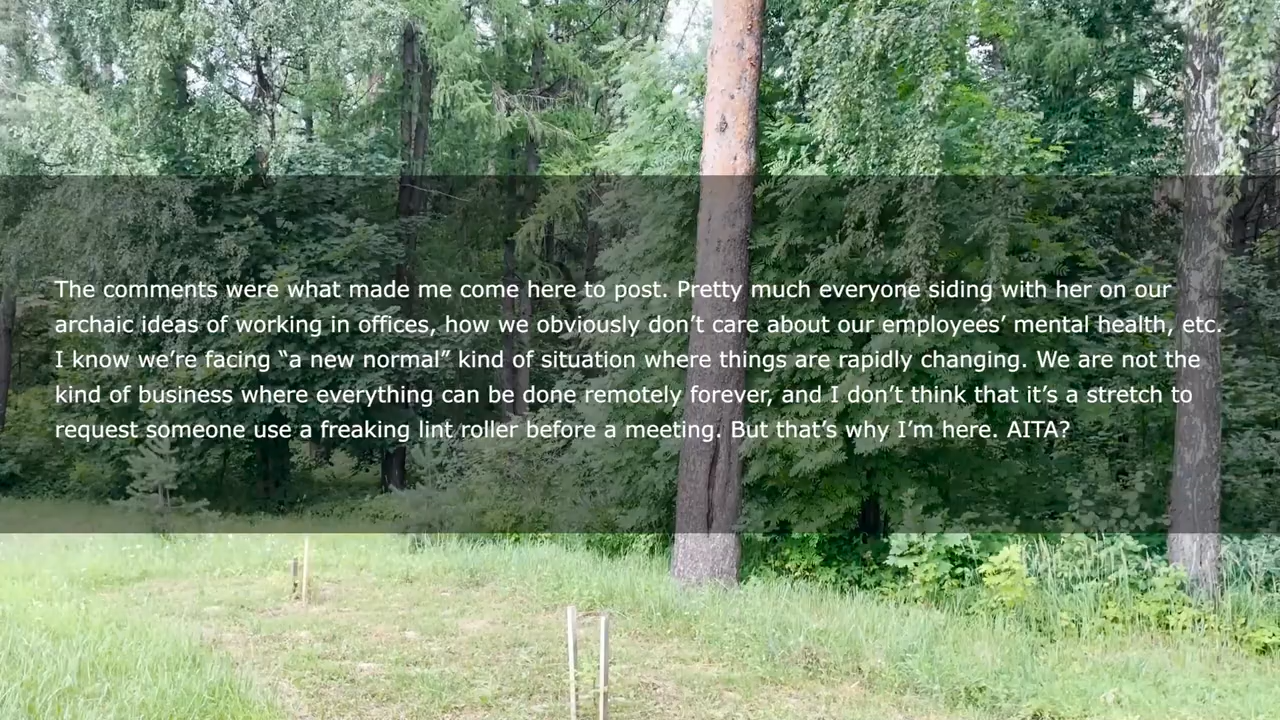 The comments were what made me come here to post. Pretty much everyone siding with her on our
archaic ideas of working in offices, how we obviously don’t care about our employees’ mental health, etc.
I know we’re facing “a new normal” kind of situation where things are rapidly changing. We are not the
kind of business where everything can be done remotely forever, and I don’t think that it’s a stretch to
request someone use a freaking lint roller before a meeting. But that’s why I’m here. AITA?